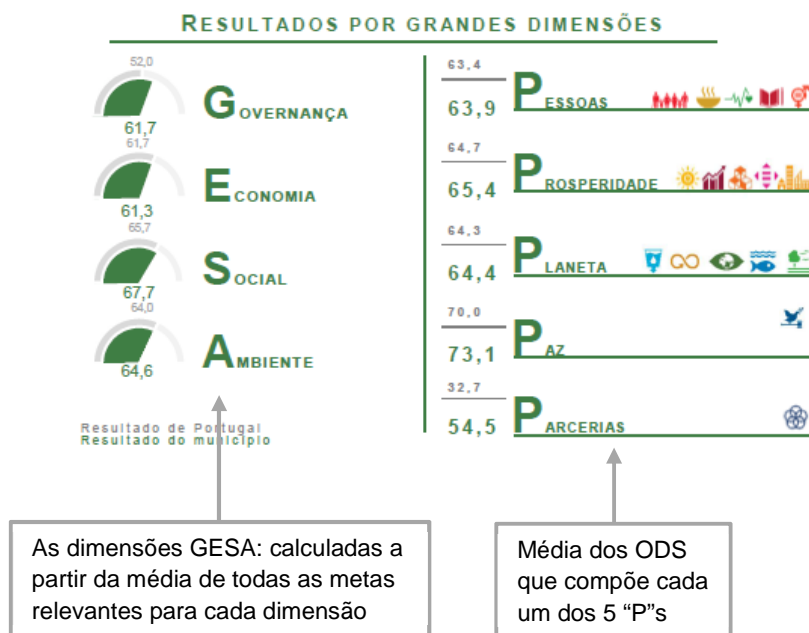 RESULTADOS POR GRANDES DIMENSÕES
52,0
61,7
GOVERNANÇA
61,7
61,3
ECONOMIA
65,7
67,7
SOCIAL
64,0
64,6
AMBIENTE
Resultado de Portugal
Resultado do município
63,4
63,9
PESSOAS
64,7
65,4
PROSPERIDADE
64,3
64,4
PLANETA
70,0
73,1
PAZ
32,7
54,5
PARCERIAS
As dimensões GESA: calculadas a
partir da média de todas as metas
relevantes para cada dimensão
Média dos ODS
que compõe cada
um dos 5 “P”s